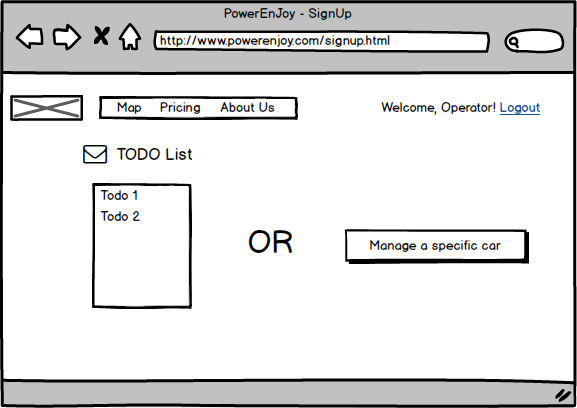 PowerEnJoy - SignUp
http://www.powerenjoy.com/signup.html
Map Pricing About Us Welcome, Operator! Logout
TODO List
Todo 1
Todo 2
OR
Manage a specific car